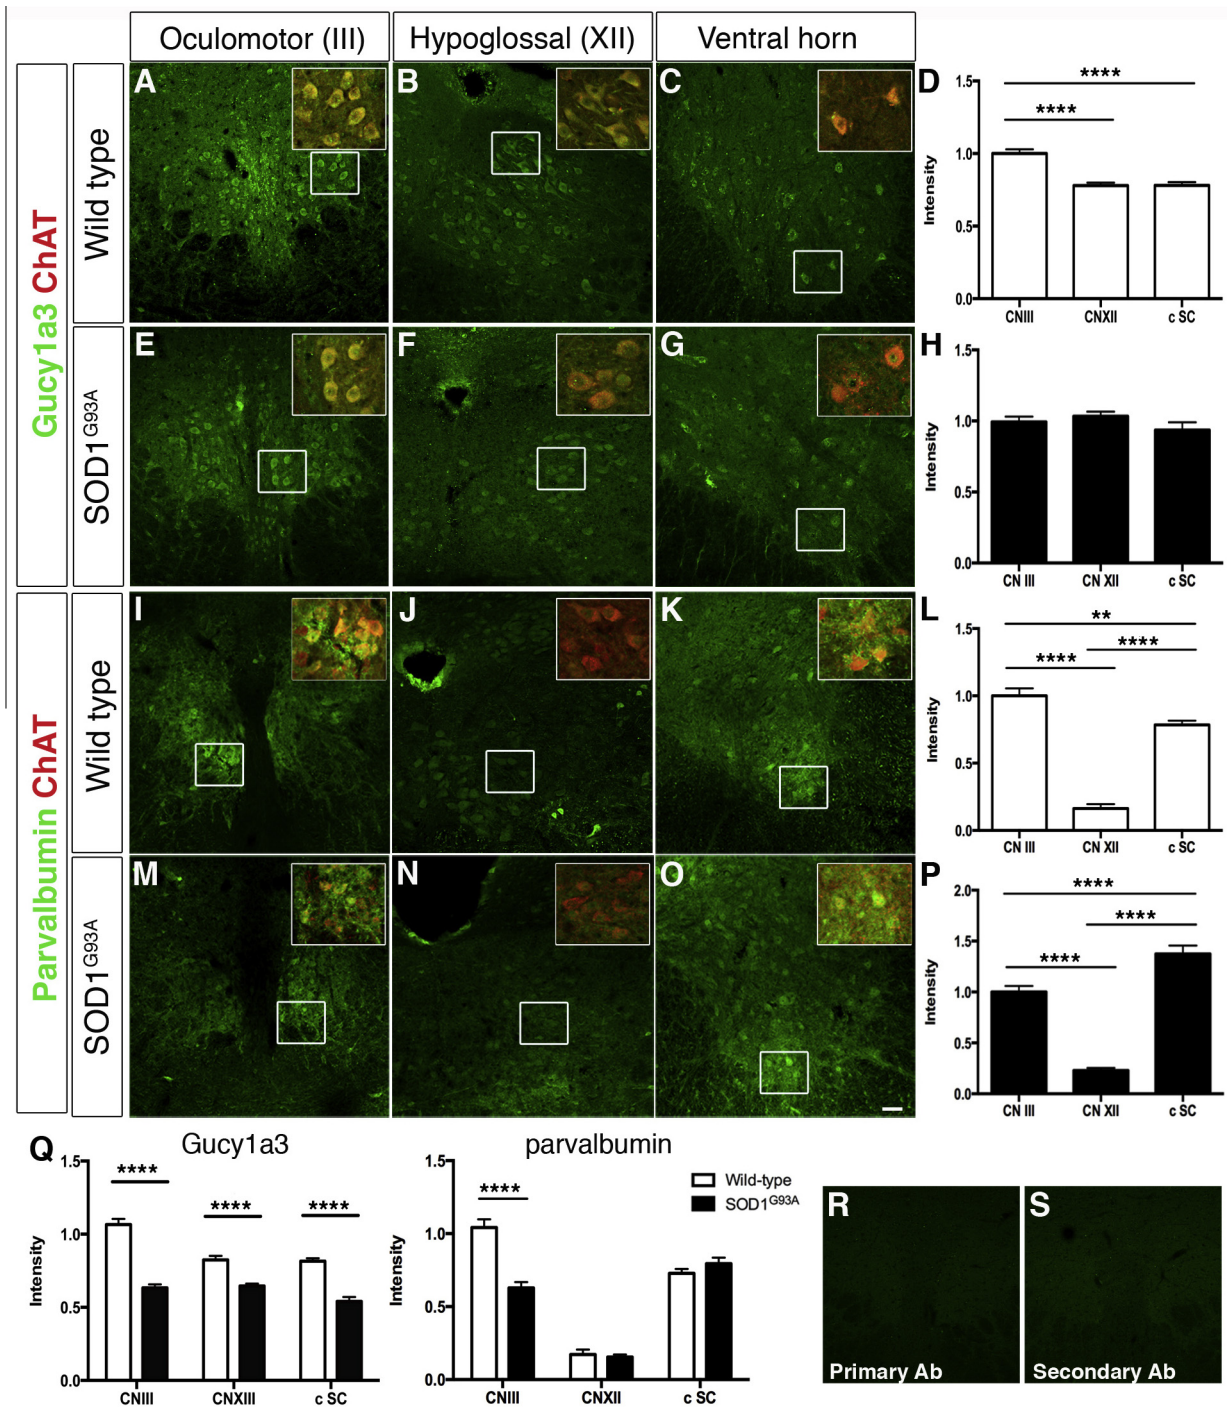 Oculomotor (III)
Hypoglossal (XII)
Ventral horn
Gucy1a3 ChAT
Wild type
A
B
C
D
1.5
1.0
0.5
0.0
Intensity
****
****
CNIII
CNXII
c SC
SOD1G93A
E
F
G
H
1.5
1.0
0.5
0.0
Intensity
CN III
CN XII
c SC
Parvalbumin ChAT
Wild type
I
J
K
L
1.5
1.0
0.5
0.0
Intensity
**
****
****
CN III
CN XII
c SC
SOD1G93A
M
N
O
P
2.0
1.5
1.0
0.5
0.0
Intensity
****
****
****
CN III
CN XII
c SC
Q
Gucy1a3
1.5
1.0
0.5
0.0
Intensity
****
****
****
CNIII
CNXIII
c SC
parvalbumin
1.5
1.0
0.5
0.0
Intensity
****
Wild-type
SOD1G93A
CNIII
CNXII
c SC
R
Primary Ab
S
Secondary Ab